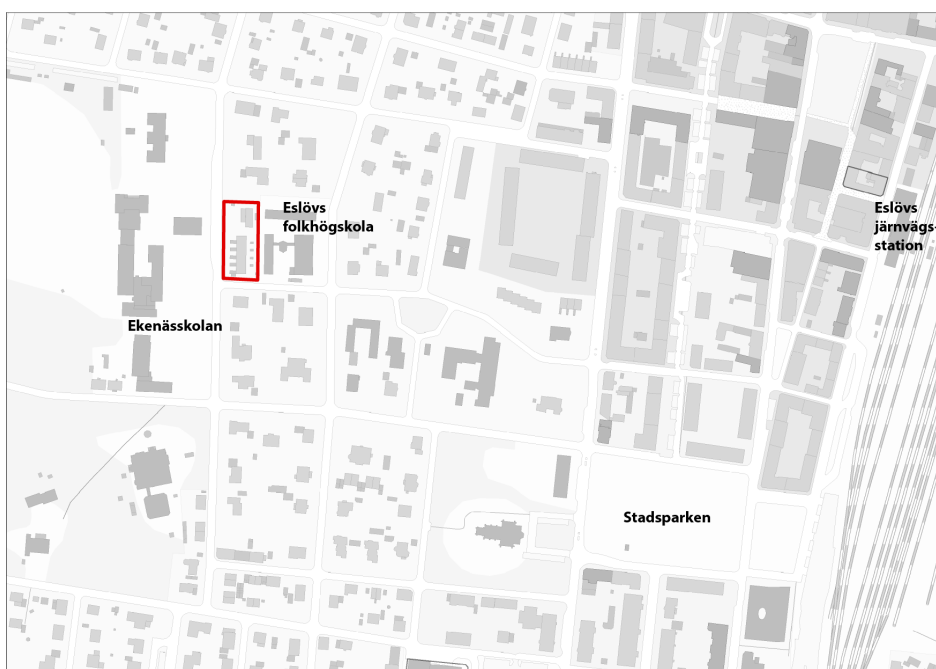 Eslövs
folkhögskola
Eslövs
järnvägs-
station
Ekenässkolan
Stadsparken